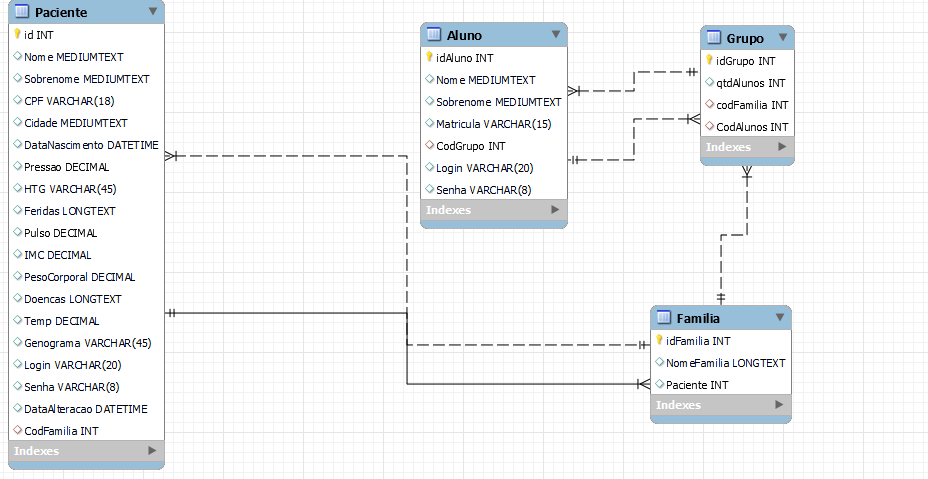 Paciente
id INT
Nome MEDIUMTEXT
Sobrenome MEDIUMTEXT
CPF VARCHAR(18)
Cidade MEDIUMTEXT
DataNascimento DATETIME
Pressao DECIMAL
HTG VARCHAR(45)
Feridas LONGTEXT
Pulso DECIMAL
IMC DECIMAL
PesoCorporal DECIMAL
Doencas LONGTEXT
Temp DECIMAL
Genograma VARCHAR(45)
Login VARCHAR(20)
Senha VARCHAR(8)
DataAlteracao DATETIME
CodFamilia INT
Indexes
Aluno
idAluno INT
Nome MEDIUMTEXT
Sobrenome MEDIUMTEXT
Matricula VARCHAR(15)
CodGrupo INT
Login VARCHAR(20)
Senha VARCHAR(8)
Indexes
Grupo
idGrupo INT
qtdAlunos INT
codFamilia INT
CodAlunos INT
Indexes
Familia
idFamilia INT
NomeFamilia LONGTEXT
Paciente INT
Indexes